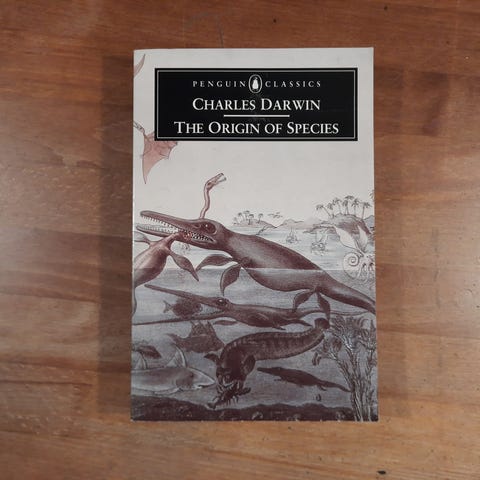 PENGUIN CLASSICS
CHARLES DARWIN
THE ORIGIN OF SPECIES